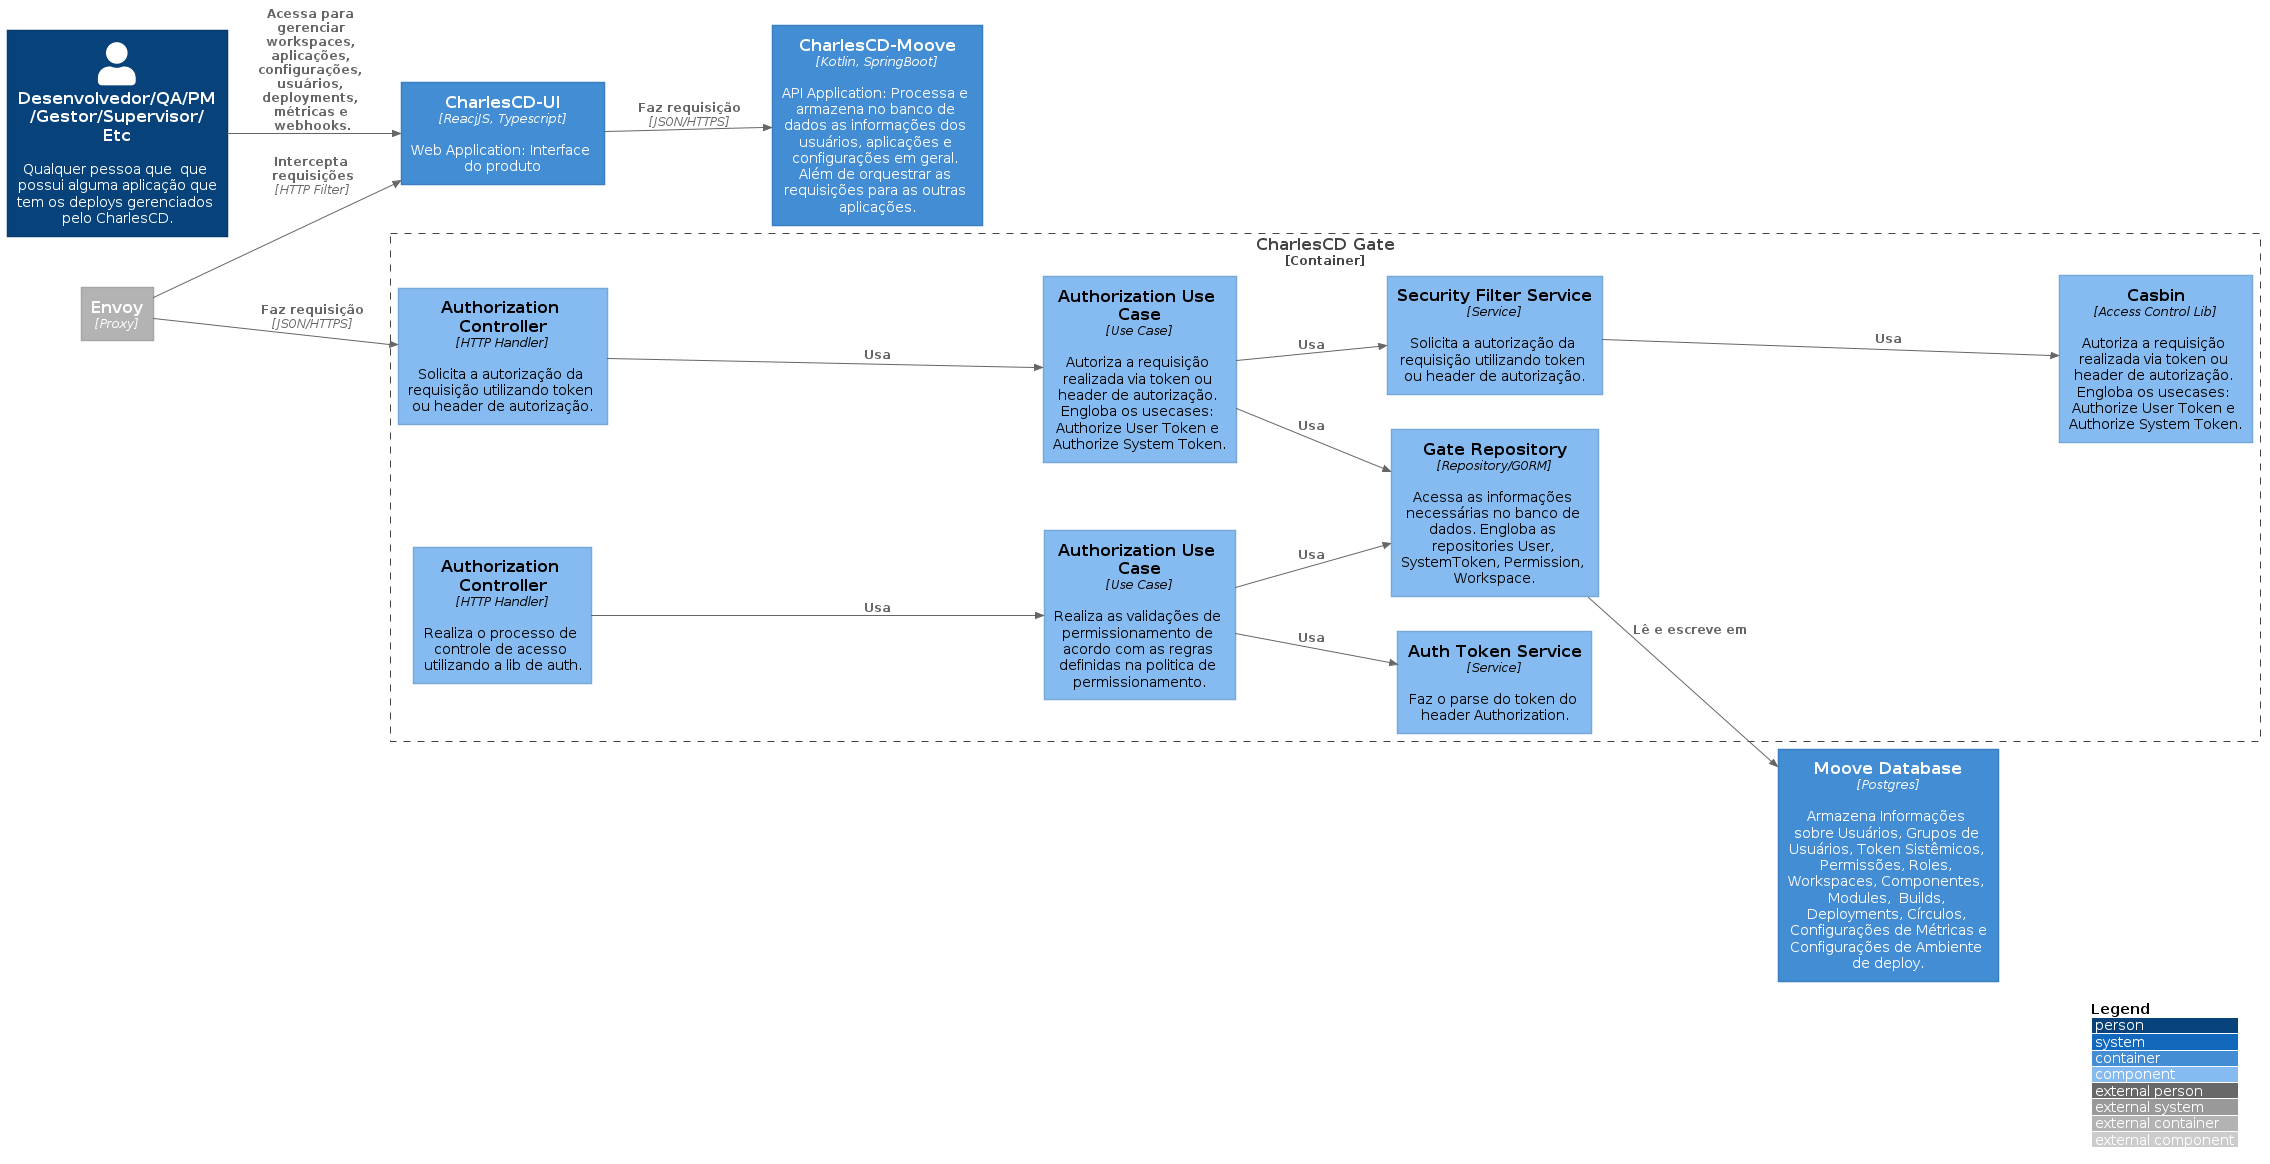 Acessa para
gerenciar
workspaces,
aplicações,
configurações,
usuários,
deployments,
métricas e
webhooks.
Desenvolvedor/QA/PM
/Gestor/Supervisor/
Etc
Qualquer pessoa que  que
possui alguma aplicação que
tem os deploys gerenciados
pelo CharlesCD.
CharlesCD-UI
[ReacjJS, Typescript]
Web Application: Interface
do produto
Faz requisição
[JS0N/HTTPS]
CharlesCD-Moove
[Kotlin, SpringBoot]
API Application: Processa e
armazena no banco de
dados as informações dos
usuários, aplicações e
configurações em geral.
Além de orquestrar as
requisições para as outras
aplicações.
Intercepta
requisições
[HTTP Filter]
Envoy
[Proxy]
Faz requisição
[JS0N/HTTPS]
CharlesCD Gate
[Container]
Authorization
Controller
[HTTP Handler]
Solicita a autorização da
requisição utilizando token
ou header de autorização.
Usa
Authorization Use
Case
[Use Case]
Autoriza a requisição
realizada via token ou
header de autorização.
Engloba os usecases:
Authorize User Token e
Authorize System Token.
Usa
Usa
Security Filter Service
[Service]
Solicita a autorização da
requisição utilizando token
ou header de autorização.
Usa
Casbin
[Access Control Lib]
Autoriza a requisição
realizada via token ou
header de autorização.
Engloba os usecases:
Authorize User Token e
Authorize System Token.
Gate Repository
[Repository/G0RM]
Acessa as informações
necessárias no banco de
dados. Engloba as
repositories User,
SystemToken, Permission,
Workspace.
Authorization
Controller
[HTTP Handler]
Realiza o processo de
controle de acesso
utilizando a lib de auth.
Usa
Authorization Use
Case
[Use Case]
Realiza as validações de
permissionamento de
acordo com as regras
definidas na politica de
permissionamento.
Usa
Usa
Auth Token Service
[Service]
Faz o parse do token do
header Authorization.
Lê e escreve em
Moove Database
[Postgres]
Armazena Informações
sobre Usuários, Grupos de
Usuários, Token Sistêmicos,
Permissões, Roles,
Workspaces, Componentes,
Modules,  Builds,
Deployments, Círculos,
Configurações de Métricas e
Configurações de Ambiente
de deploy.
Legend
person
system
container
component
external person
external system
external container
external component